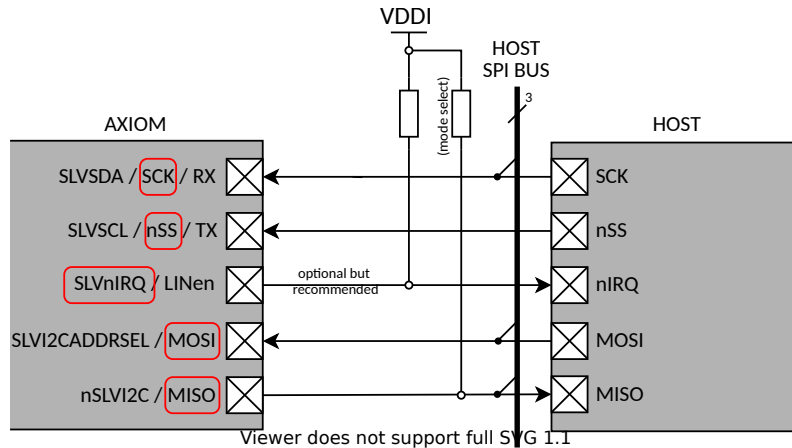 VDDI
HOST
SPI BUS
3
(mode select)
AXIOM
HOST
SLVSDA / SCK / RX
SCK
SLVSCL / nSS / TX
nSS
SLVnIRQ / LINen
optional but
recommended
nIRQ
SLVI2CADDRSEL / MOSI
MOSI
nSLVI2C / MISO
MISO
Viewer does not support full SVG 1.1